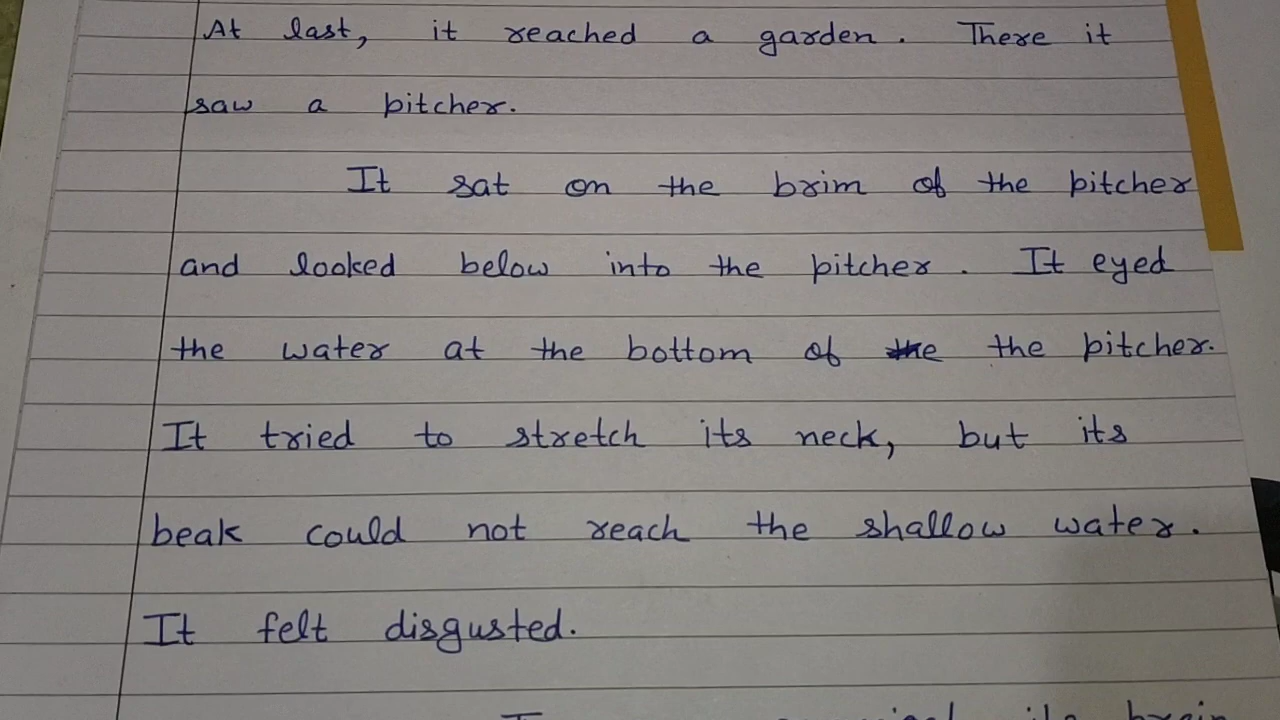 At last, it reached a garden. There it
saw a pitcher.
It sat on the brim of the pitcher
and looked below into the pitcher. It eyed
the water at the bottom of the the pitcher.
It tried to stretch its neck, but its
beak could not reach the shallow water.
It felt disgusted.
its brain